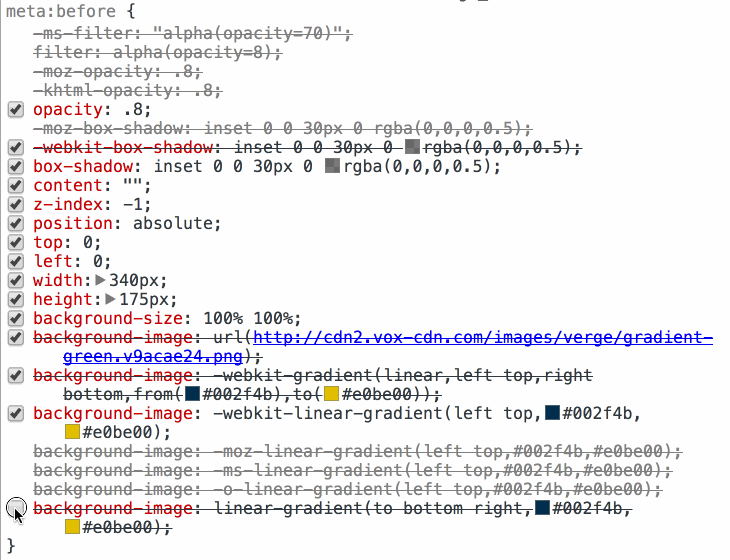 meta:before {
-ms-filter: "alpha(opacity=70)";
filter: alpha(opacity=8);
-moz-opacity: .8;
-khtml-opacity: .8;
opacity: .8;
-moz-box-shadow: inset 0 0 30px 0 rgba(0,0,0,0.5);
-webkit-box-shadow: inset 0 0 30px 0 rgba(0,0,0,0.5);
box-shadow: inset 0 0 30px 0 rgba(0,0,0,0.5);
content: "";
z-index: -1;
position: absolute;
top: 0;
left: 0;
width: 340px;
height: 175px;
background-size: 100% 100%;
background-image: url(http://cdn2.vox-cdn.com/images/verge/gradient-
green.v9acae24.png);
background-image: -webkit-gradient(linear,left top,right
bottom,from(#002f4b),to(#e0be00));
background-image: -webkit-linear-gradient(left top,#002f4b,
#e0be00);
background-image: -moz-linear-gradient(left top,#002f4b,#e0be00);
background-image: -ms-linear-gradient(left top,#002f4b,#e0be00);
background-image: -o-linear-gradient(left top,#002f4b,#e0be00);
background-image: linear-gradient(to bottom right,#002f4b,
#e0be00);
}